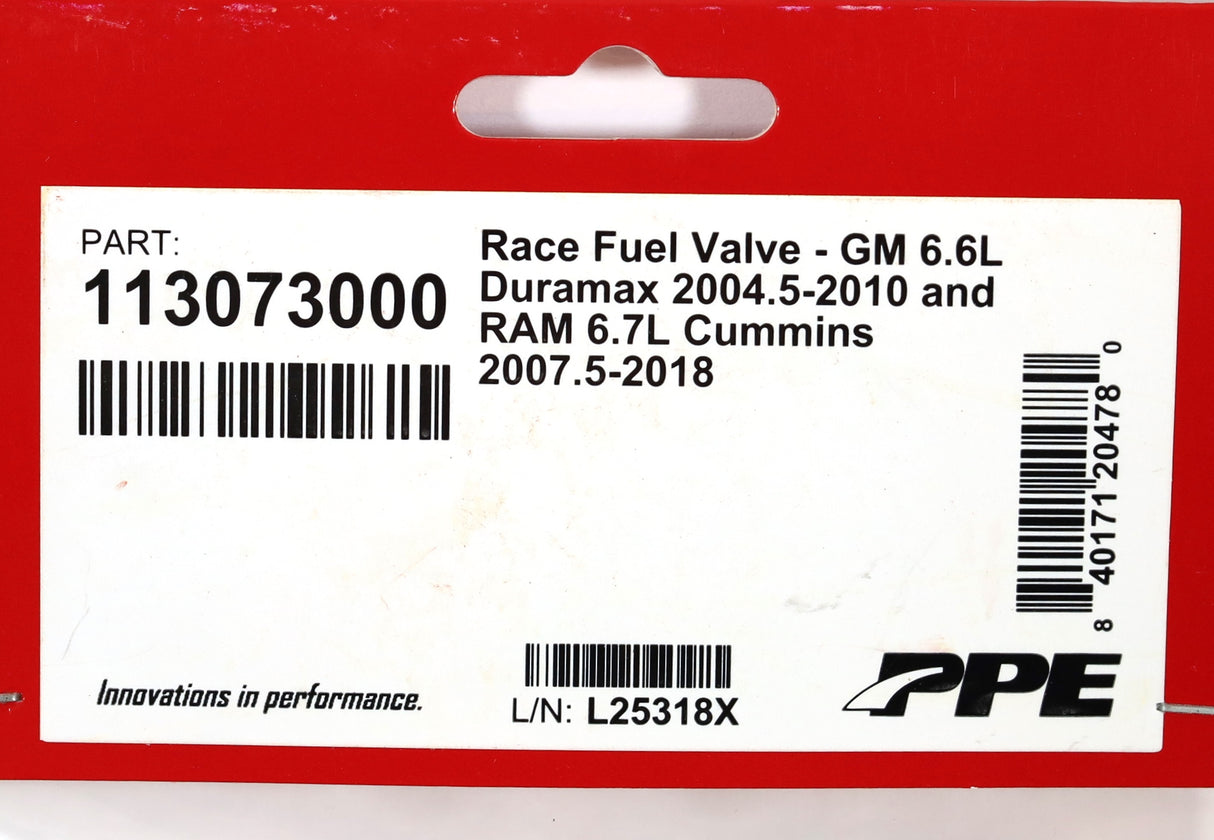 PART:
113073000
Race Fuel Valve - GM 6.6L
Duramax 2004.5-2010 and
RAM 6.7L Cummins
2007.5-2018
8 40171 20478 0
Innovations in performance.
L/N: L25318X
PPE